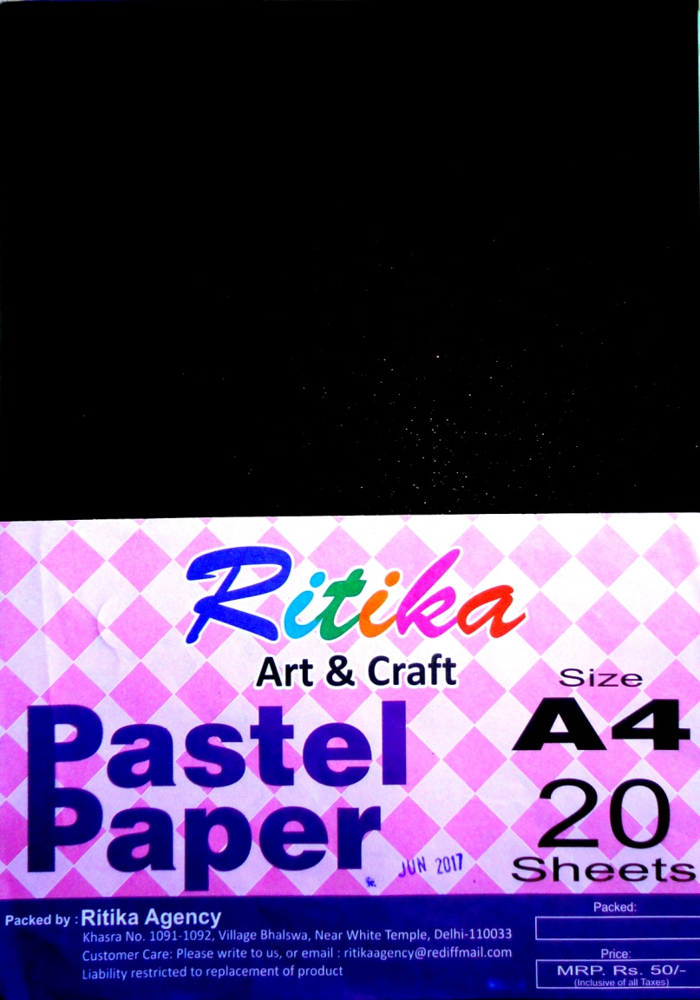 Ritika
Art & Craft
Pastel
Paper
Size
A4
20
Sheets
JUN 2017
Packed by : Ritika Agency
Khasra No. 1091-1092, Village Bhalswa, Near White Temple, Delhi-110033
Customer Care: Please write to us, or email : ritikaagency@rediffmail.com
Liability restricted to replacement of product
Packed:
Price:
MRP. Rs. 50/-
(Inclusive of all Taxes)